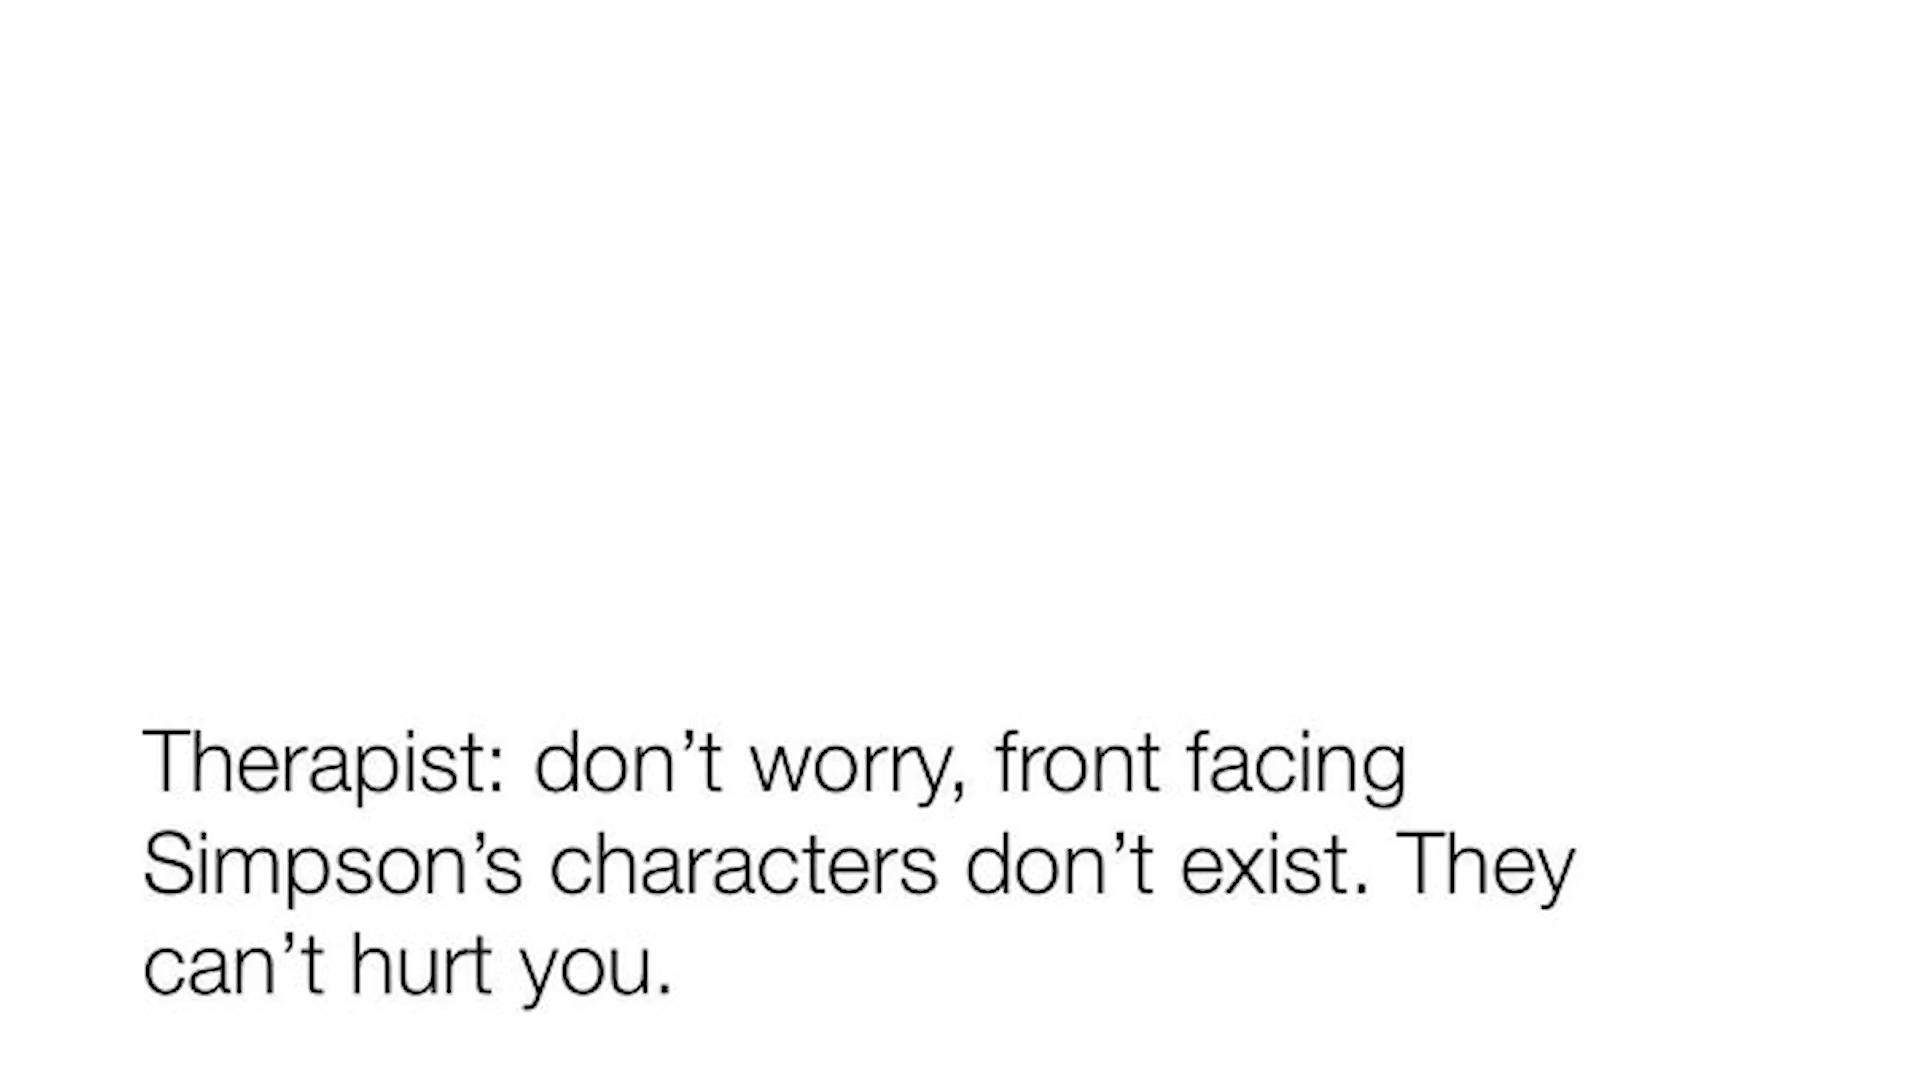 Therapist: don’t worry, front facing
Simpson’s characters don’t exist. They
can’t hurt you.